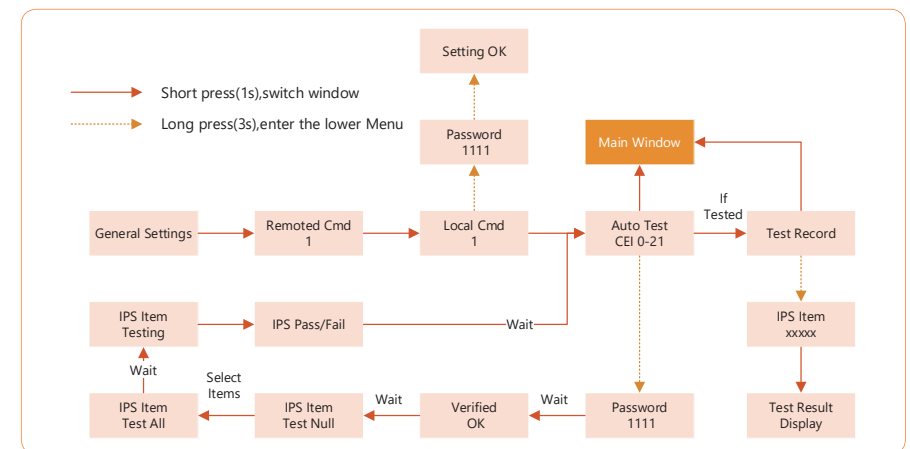 Setting OK
Short press(1s),switch window
Long press(3s),enter the lower Menu
Password
1111
Main Window
If
Tested
General Settings
Remoted Cmd
1
Local Cmd
1
Auto Test
CEI 0-21
Test Record
IPS Item
Testing
IPS Pass/Fail
Wait
IPS Item
xxxxx
Wait
Select
Items
IPS Item
Test All
IPS Item
Test Null
Wait
Verified
OK
Wait
Password
1111
Test Result
Display